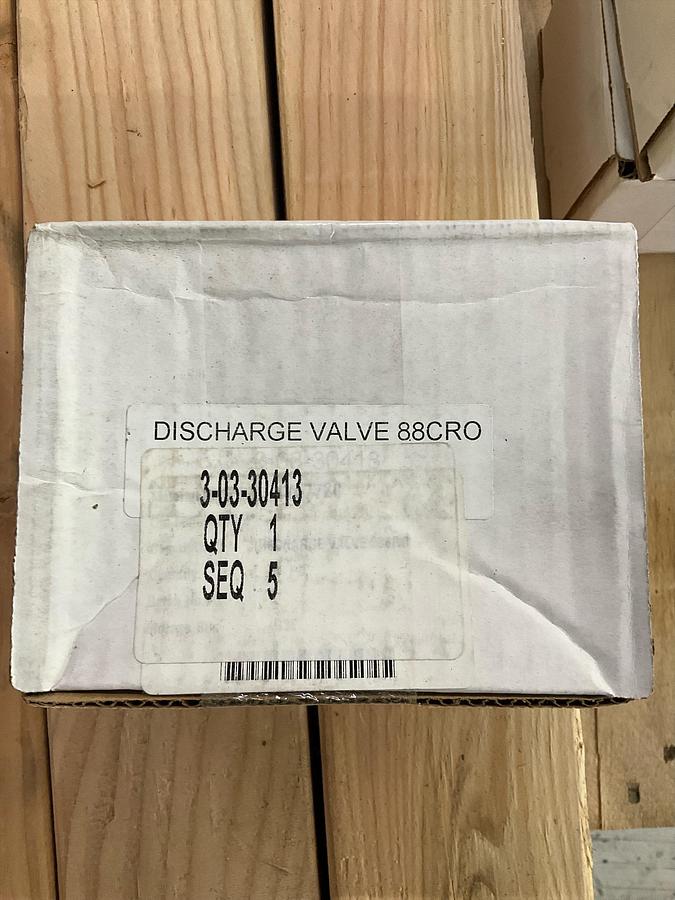 DISCHARGE VALVE 88CRO
3-03-30413
QTY 1
SEQ 5